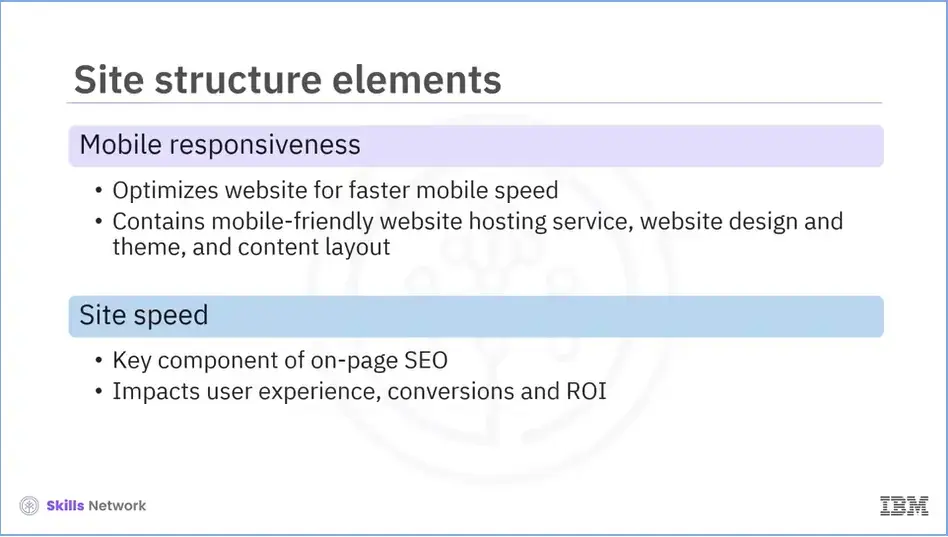 Site structure elements
Mobile responsiveness
• Optimizes website for faster mobile speed
• Contains mobile-friendly website hosting service, website design and
theme, and content layout
Site speed
• Key component of on-page SEO
• Impacts user experience, conversions and ROI
Skills Network
IBM